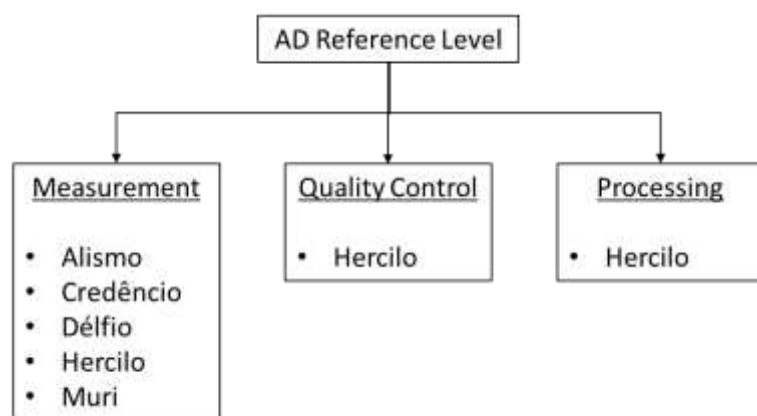 AD Reference Level
Measurement
• Alismo
• Credêncio
• Délfio
• Hercilo
• Muri
Quality Control
• Hercilo
Processing
• Hercilo